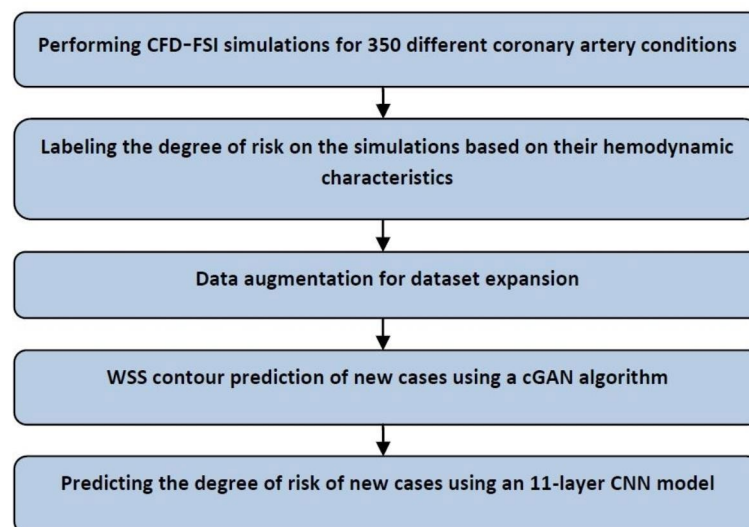 Performing CFD-FSI simulations for 350 different coronary artery conditions
Labeling the degree of risk on the simulations based on their hemodynamic
characteristics
Data augmentation for dataset expansion
WSS contour prediction of new cases using a cGAN algorithm
Predicting the degree of risk of new cases using an 11-layer CNN model